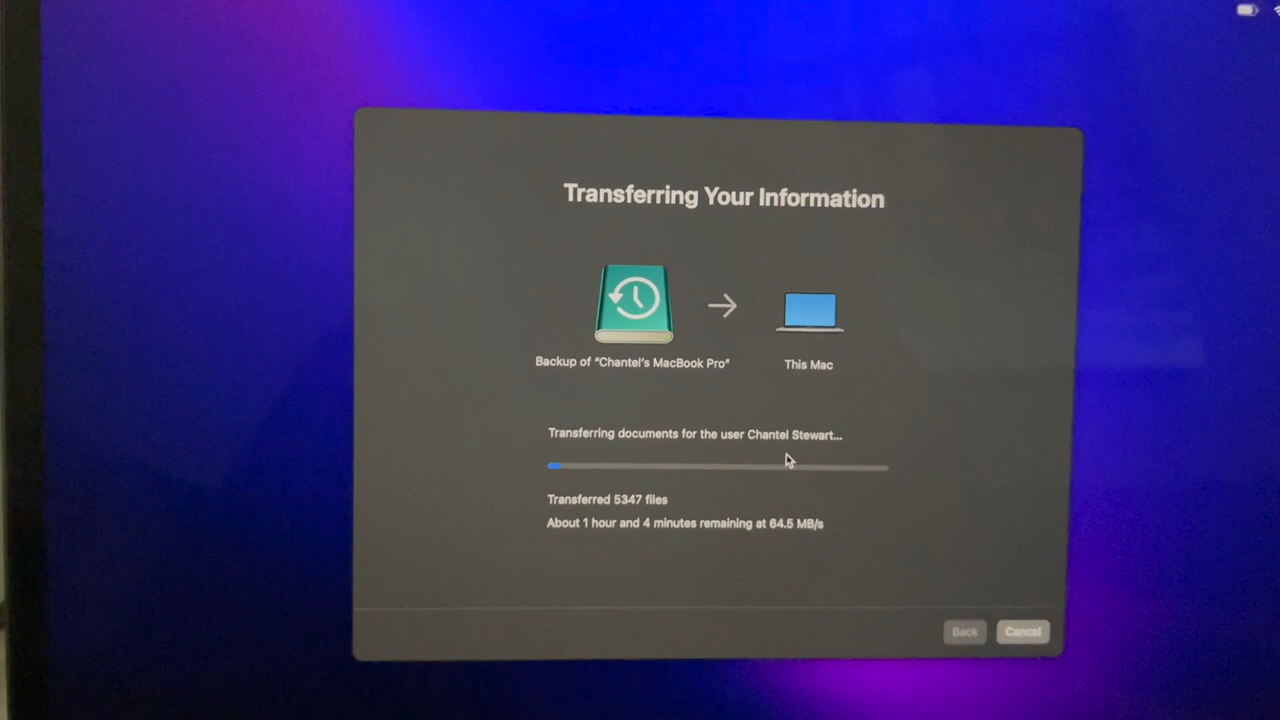 Transferring Your Information
Backup of “Chantel’s MacBook Pro”
This Mac
Transferring documents for the user Chantel Stewart...
Transferred 5347 files
About 1 hour and 4 minutes remaining at 64.5 MB/s
Back
Cancel